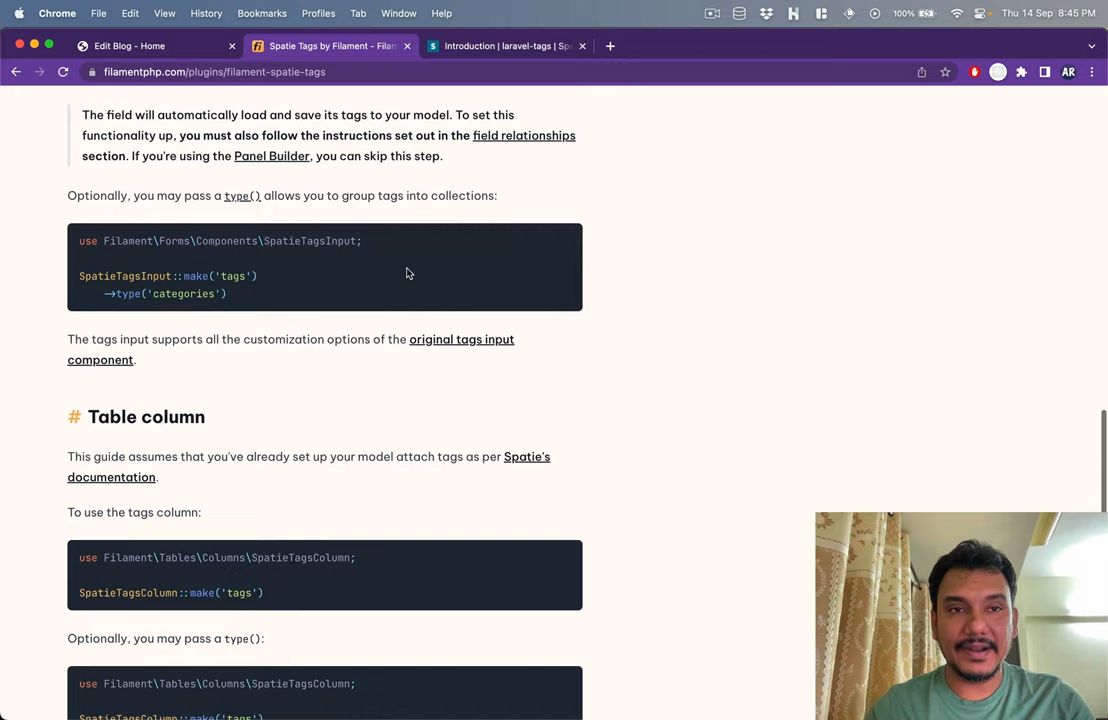 Chrome File Edit View History Bookmarks Profiles Tab Window Help 100% Thu 14 Sep 8:45 PM
Edit Blog - Home
Spatie Tags by Filament - Filam
Introduction | laravel-tags | Sp
filamentphp.com/plugins/filament-spatie-tags
AR
The field will automatically load and save its tags to your model. To set this
functionality up, you must also follow the instructions set out in the field relationships
section. If you're using the Panel Builder, you can skip this step.
Optionally, you may pass a type() allows you to group tags into collections:
use Filament\Forms\Components\SpatieTagsInput;
SpatieTagsInput::make('tags')
->type('categories')
The tags input supports all the customization options of the original tags input
component.
# Table column
This guide assumes that you've already set up your model attach tags as per Spatie's
documentation.
To use the tags column:
use Filament\Tables\Columns\SpatieTagsColumn;
SpatieTagsColumn::make('tags')
Optionally, you may pass a type():
use Filament\Tables\Columns\SpatieTagsColumn;
SpatieTagsColumn::make('tags')